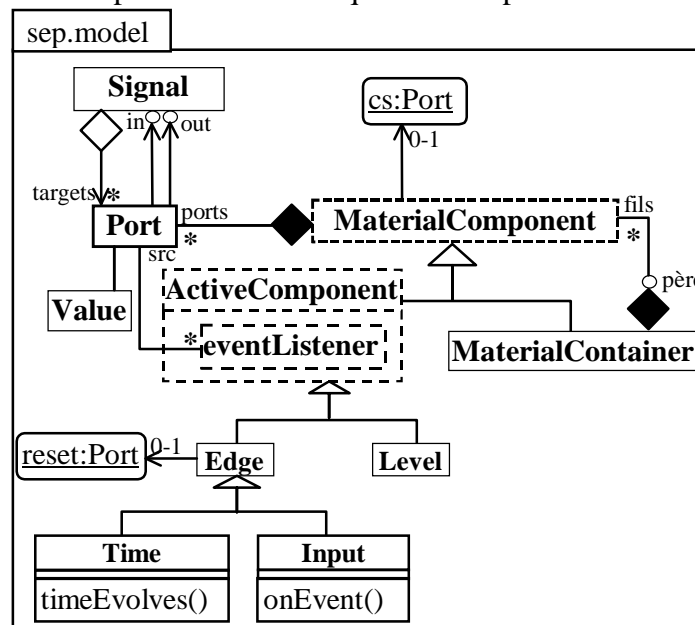 sep.model
Signal
cs:Port
in
out
0-1
targets
*
Port
ports
*
MaterialComponent
fils
*
src
ActiveComponent
père
Value
*
eventListener
MaterialContainer
reset:Port
0-1
Edge
Level
Time
Input
timeEvolves()
onEvent()